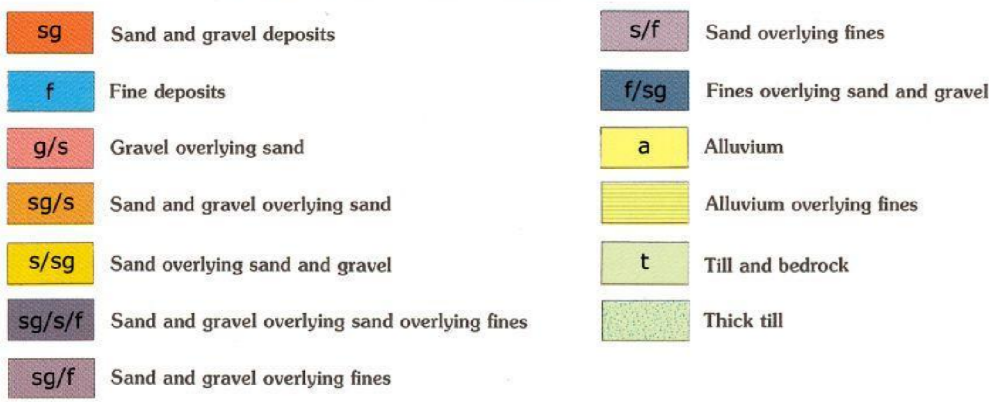 sg Sand and gravel deposits
f Fine deposits
g/s Gravel overlying sand
sg/s Sand and gravel overlying sand
s/sg Sand overlying sand and gravel
sg/s/f Sand and gravel overlying sand overlying fines
sg/f Sand and gravel overlying fines
s/f Sand overlying fines
f/sg Fines overlying sand and gravel
a Alluvium
Alluvium overlying fines
t Till and bedrock
Thick till